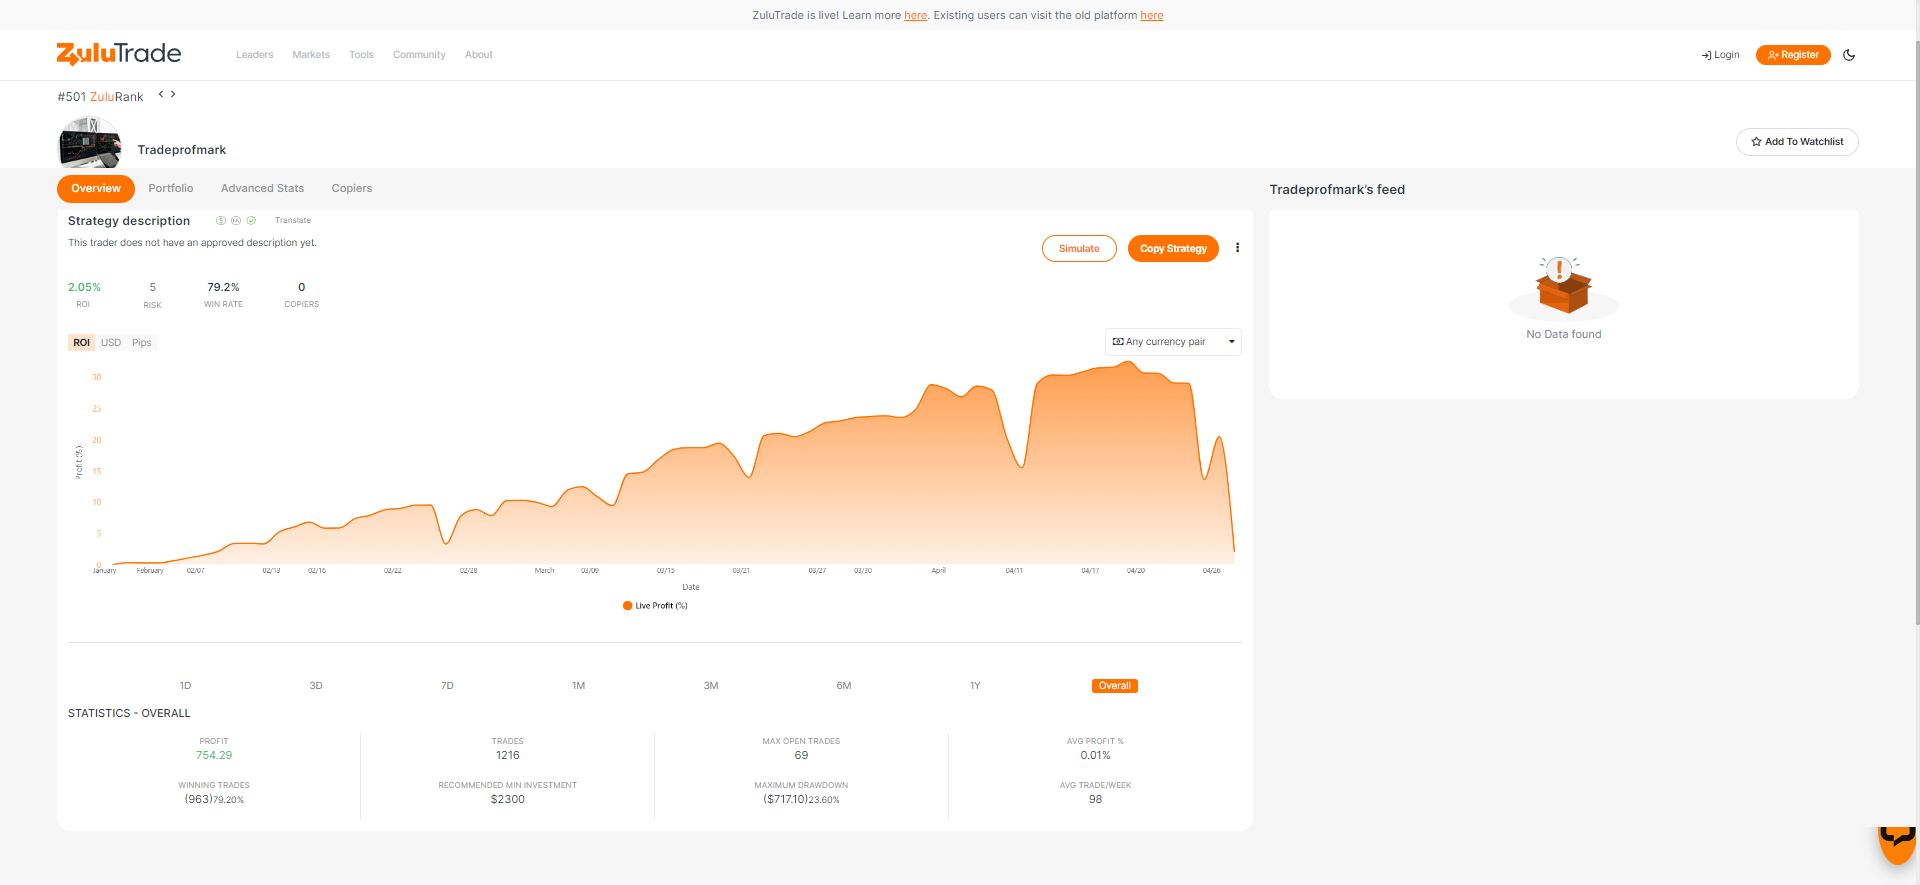 ZuluTrade is live! Learn more here. Existing users can visit the old platform here
ZuluTrade
Leaders Markets Tools Community About
Login Register
#501 ZuluRank < >
Tradeprofmark
Add To Watchlist
Overview Portfolio Advanced Stats Copiers
Tradeprofmark's feed
Strategy description Translate
This trader does not have an approved description yet.
Simulate Copy Strategy
2.05% 5 79.2% 0
ROI RISK WIN RATE COPIERS
No Data found
ROI USD Pips
Any currency pair
30
25
20
15
10
5
0
Profit (%)
January February 02/07 02/13 02/16 02/22 02/28 March 03/09 03/15 03/21 03/27 03/30 April 04/11 04/17 04/20 04/26
Date
Live Profit (%)
1D 3D 7D 1M 3M 6M 1Y Overall
STATISTICS - OVERALL
PROFIT TRADES MAX OPEN TRADES AVG PROFIT %
754.29 1216 69 0.01%
WINNING TRADES RECOMMENDED MIN INVESTMENT MAXIMUM DRAWDOWN AVG TRADE/WEEK
(963)79.20% $2300 ($717.10)23.60% 98